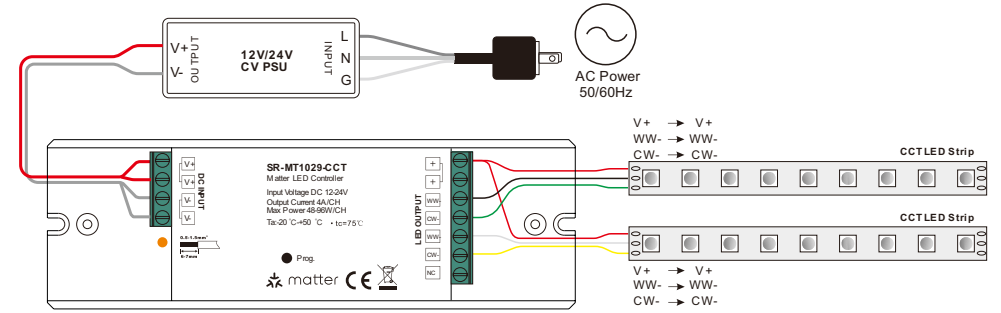 V+
V-
OUTPUT
12V/24V
CV PSU
INPUT
L
N
G
AC Power
50/60Hz
V+ → V+
WW- → WW-
CW- → CW-
CCT LED Strip
V+
V+
V-
V-
DC INPUT
0.5-1.5mm²
6-7mm
SR-MT1029-CCT
Matter LED Controller
Input Voltage DC 12-24V
Output Current 4A/CH
Max Power 48-96W/CH
Ta:-20 °C-+50 °C • tc=75°C
Prog.
matter
CE
LED OUTPUT
+
+
WW-
CW-
WW-
CW-
NC
CCT LED Strip
V+ → V+
WW- → WW-
CW- → CW-